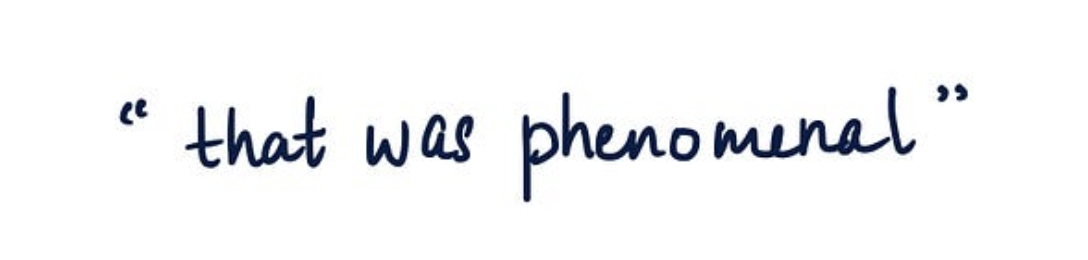 “ that was phenomenal ”